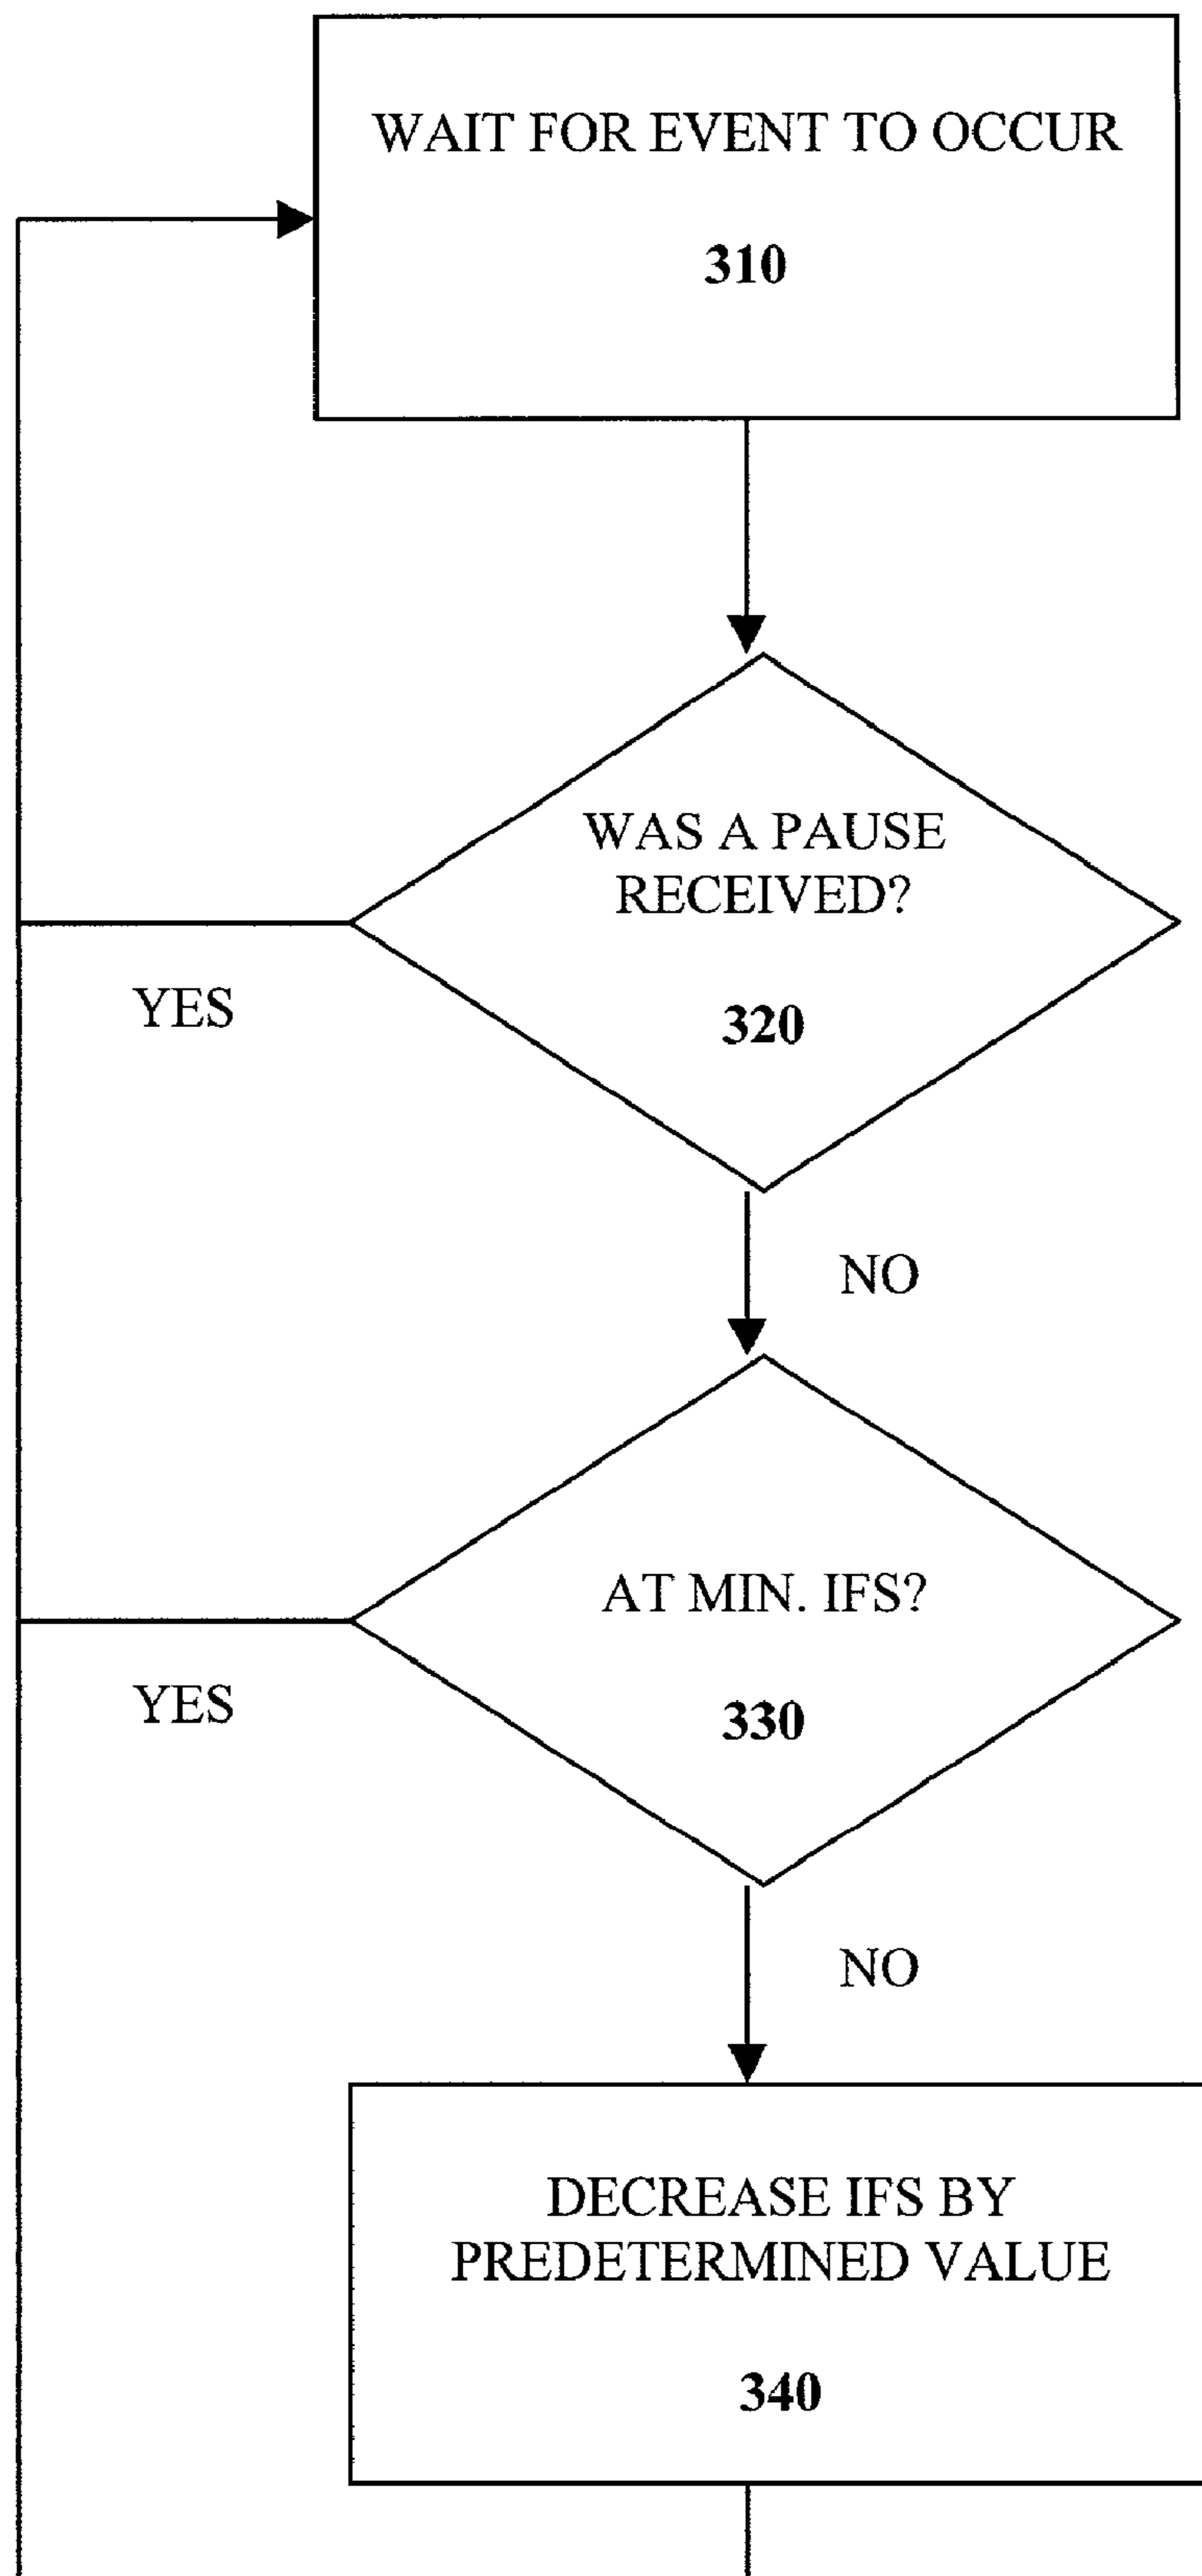 WAIT FOR EVENT TO OCCUR
310
WAS A PAUSE
RECEIVED?
320
YES
NO
AT MIN. IFS?
330
YES
NO
DECREASE IFS BY
PREDETERMINED VALUE
340